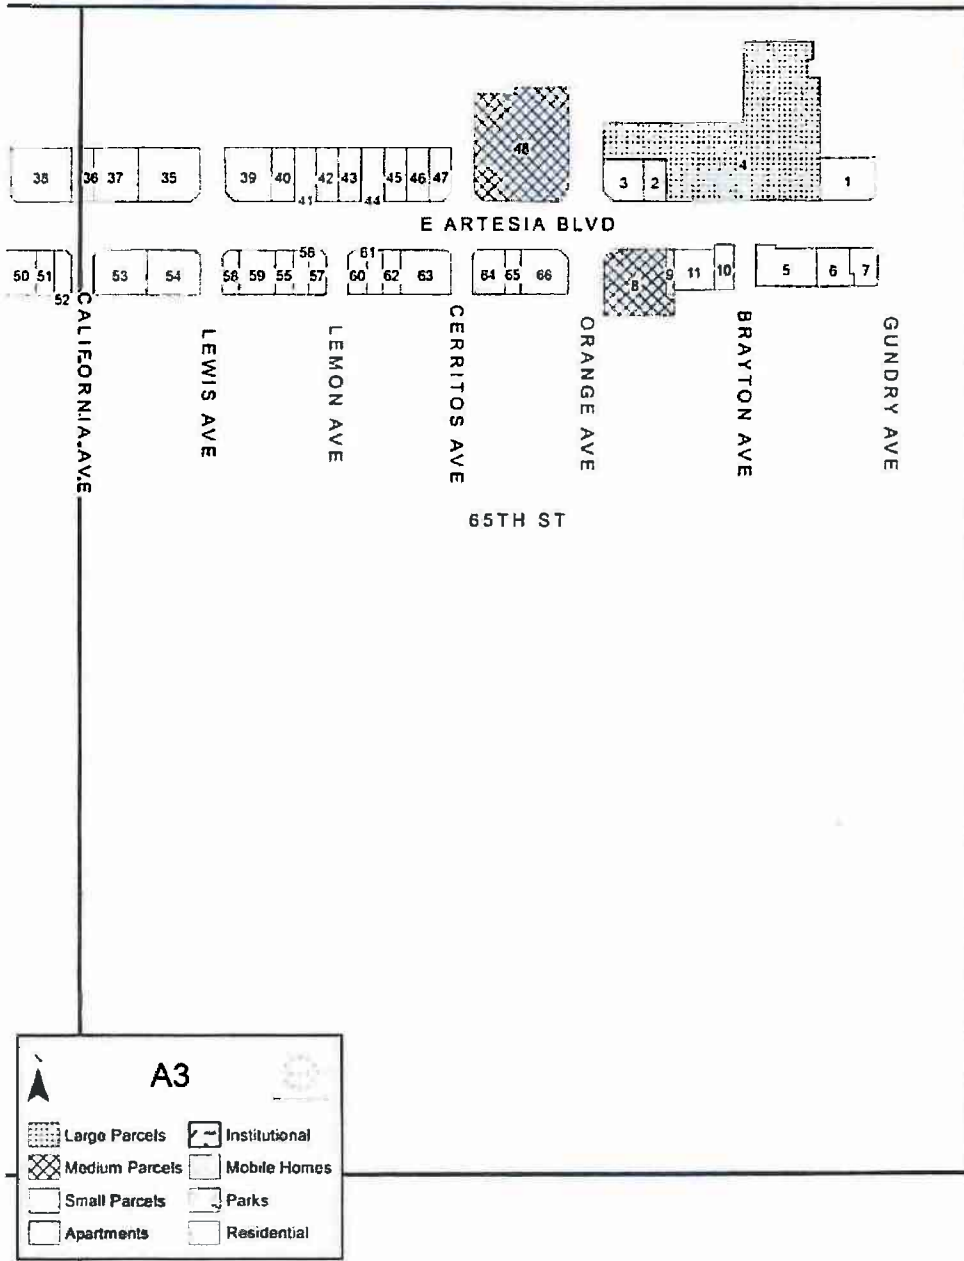 48
4
38
36
37
35
39
40
42
43
45
46
47
3
2
1
41
44
E ARTESIA BLVD
50
51
53
54
58
59
55
56
57
60
61
62
63
64
65
66
8
9
11
10
5
6
7
52
CALIFORNIA AVE
LEWIS AVE
LEMON AVE
CERRITOS AVE
ORANGE AVE
BRAYTON AVE
GUNDRY AVE
65TH ST
A3
Large Parcels
Institutional
Medium Parcels
Mobile Homes
Small Parcels
Parks
Apartments
Residential